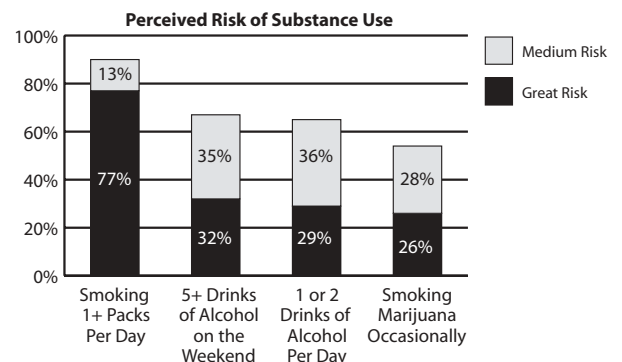 Perceived Risk of Substance Use
100%
80%
60%
40%
20%
0%
13%
77%
35%
32%
36%
29%
28%
26%
Smoking
1+ Packs
Per Day
5+ Drinks
of Alcohol
on the
Weekend
1 or 2
Drinks of
Alcohol
Per Day
Smoking
Marijuana
Occasionally
Medium Risk
Great Risk